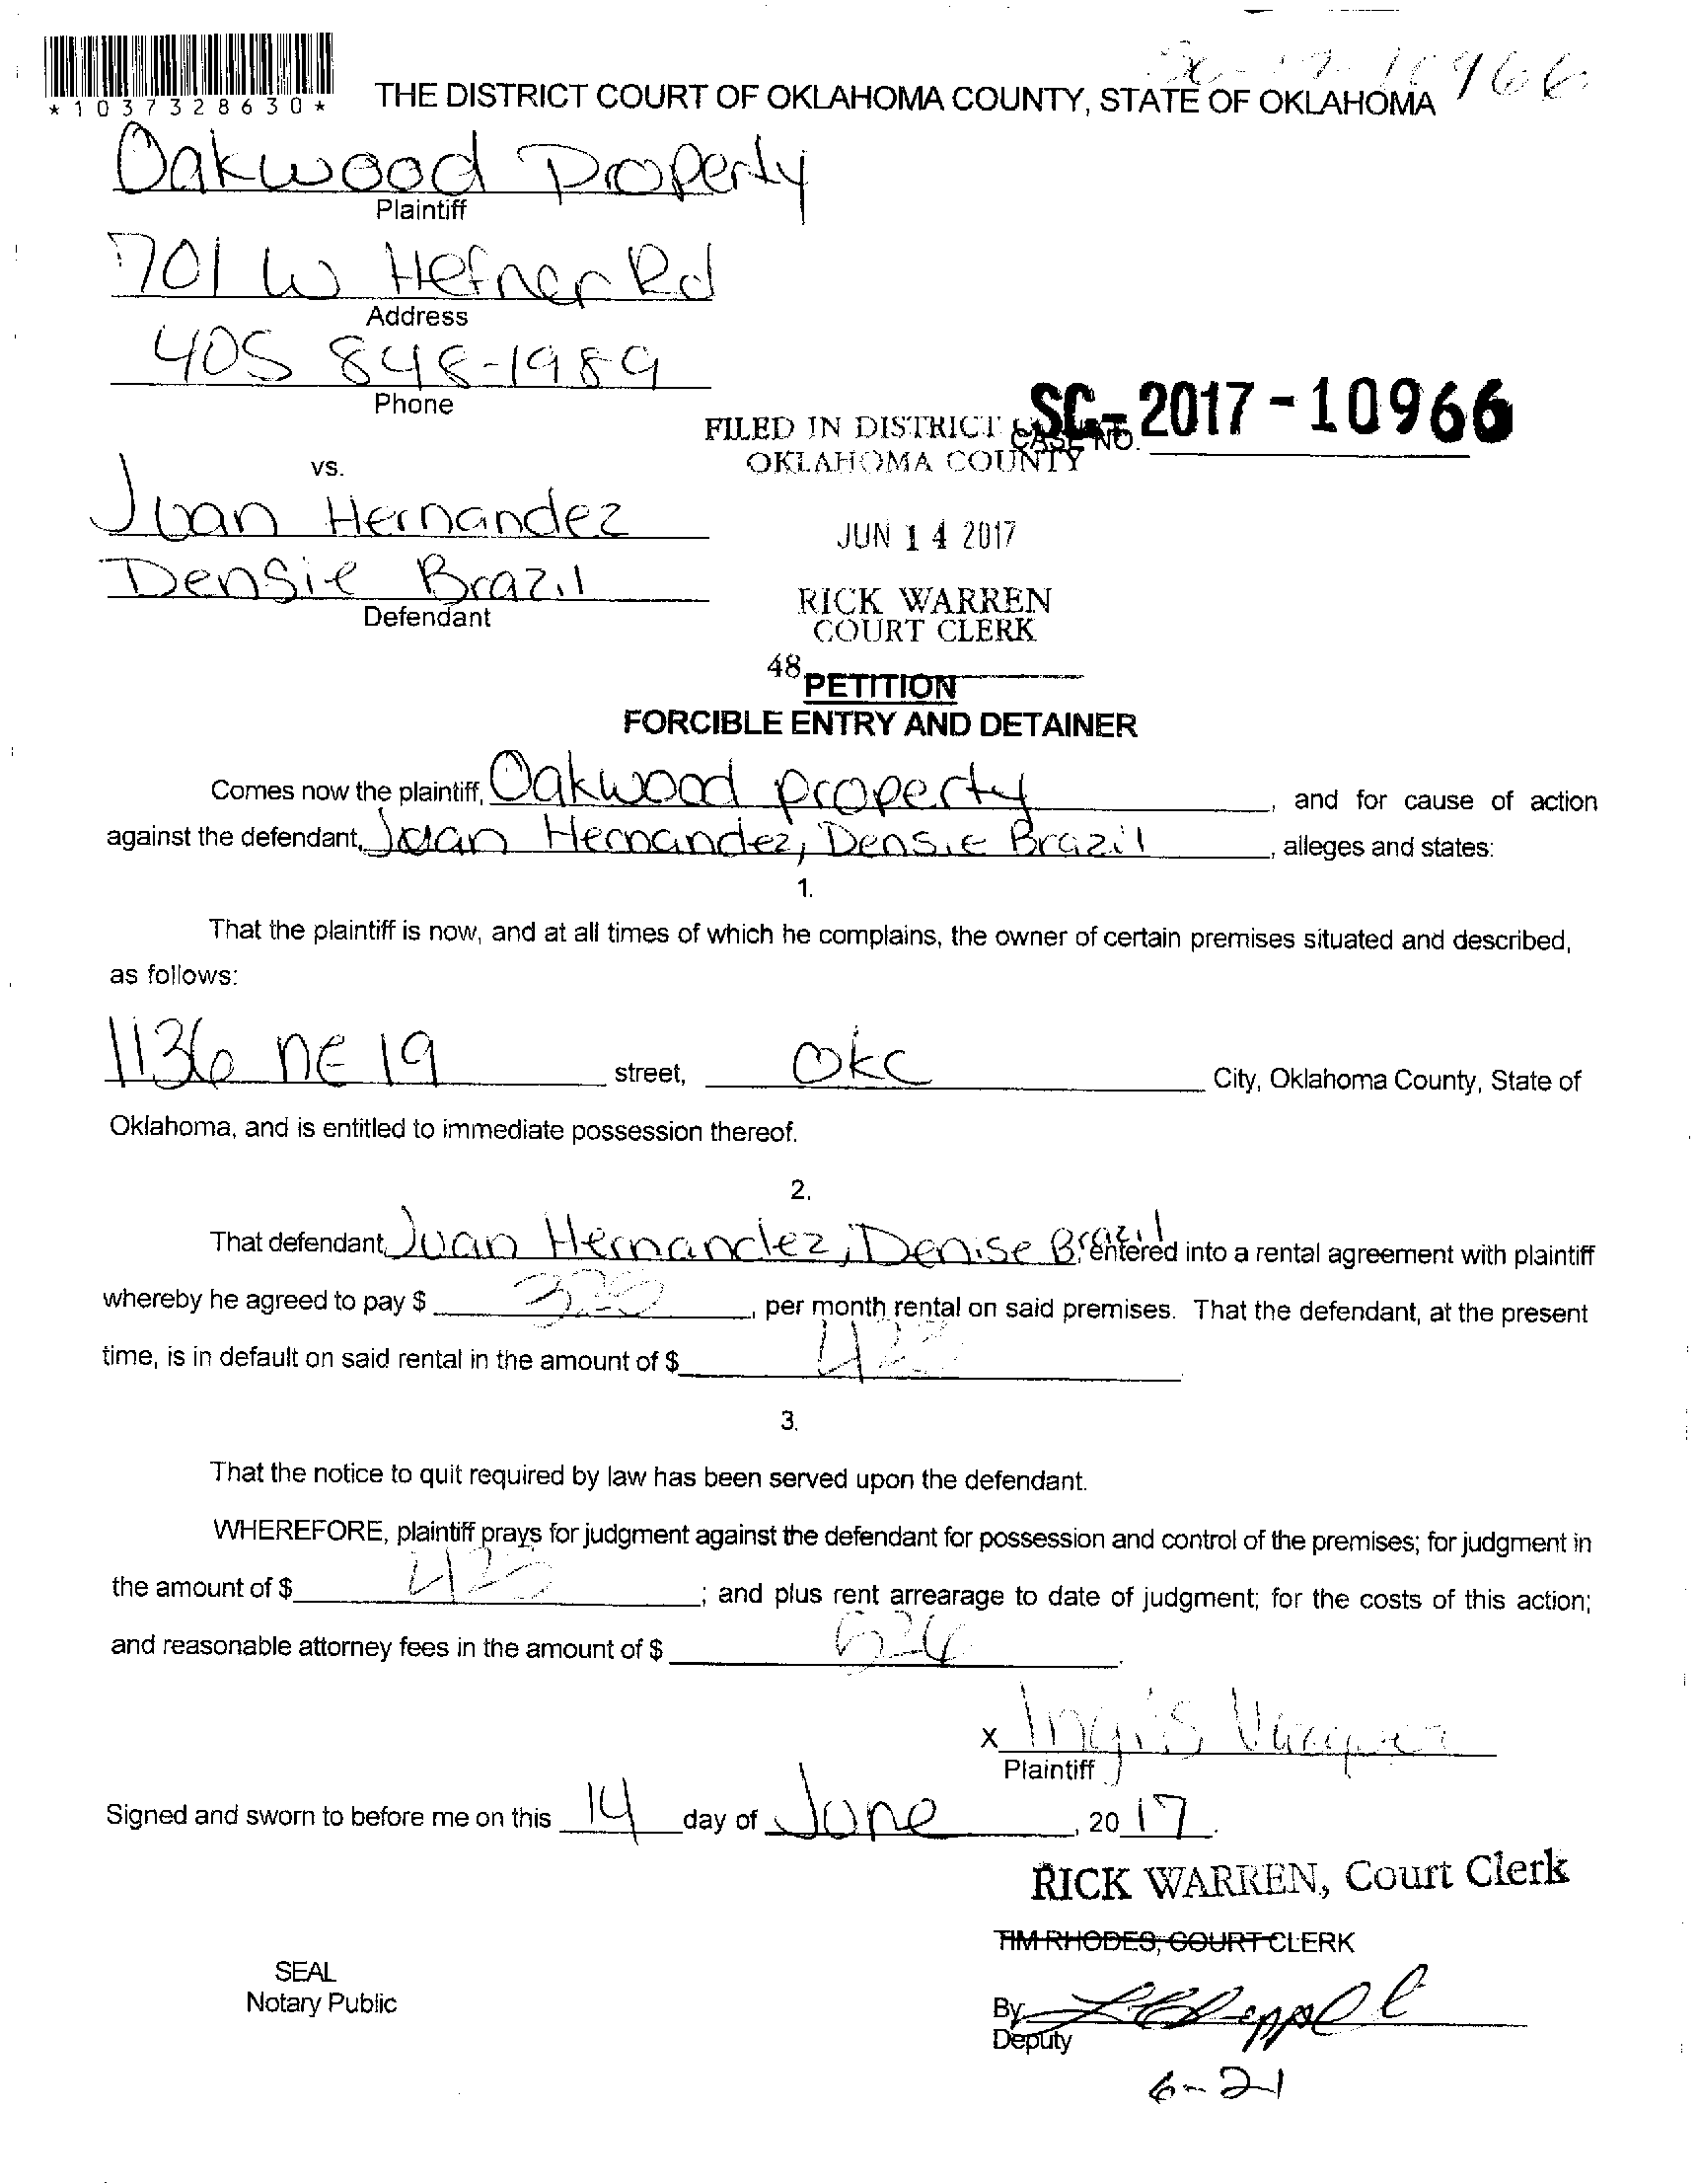 *1037328630*
THE DISTRICT COURT OF OKLAHOMA COUNTY, STATE OF OKLAHOMA
Oakwood Property
Plaintiff
701 W Hefner Rd
Address
405 848-1989
Phone
SC-2017-10966
FILED IN DISTRICT CASE NO.
OKLAHOMA COUNTY
vs.
Juan Hernandez
JUN 14 2017
Densie Brazil
Defendant
RICK WARREN
COURT CLERK
48
PETITION
FORCIBLE ENTRY AND DETAINER
Comes now the plaintiff, Oakwood property, and for cause of action
against the defendant, Juan Hernandez, Densie Brazil, alleges and states:
1.
That the plaintiff is now, and at all times of which he complains, the owner of certain premises situated and described,
as follows:
1136 NE 19 street, OKC City, Oklahoma County, State of
Oklahoma, and is entitled to immediate possession thereof.
2.
That defendant, Juan Hernandez, Denise Brazil entered into a rental agreement with plaintiff
whereby he agreed to pay $, per month rental on said premises. That the defendant, at the present
time, is in default on said rental in the amount of $
3.
That the notice to quit required by law has been served upon the defendant.
WHEREFORE, plaintiff prays for judgment against the defendant for possession and control of the premises; for judgment in
the amount of $; and plus rent arrearage to date of judgment; for the costs of this action;
and reasonable attorney fees in the amount of $
x
Plaintiff
Signed and sworn to before me on this 14 day of June, 20 17.
RICK WARREN, Court Clerk
TIM RHODES, COURT CLERK
SEAL
Notary Public
By
Deputy
6-21